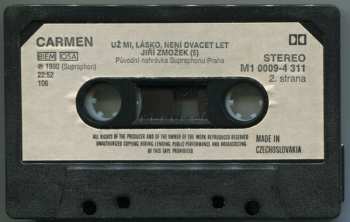 CARMEN
BIEM OSA
℗ 1980 (Supraphon)
22:52
106
UŽ MI, LÁSKO, NENÍ DVACET LET
JIŘÍ ZMOŽEK (5)
Původní nahrávka Supraphonu Praha
STEREO
M1 0009-4 311
2. strana
ALL RIGHTS OF THE PRODUCER AND OF THE OWNER OF THE WORK REPRODUCED RESERVED.
UNAUTHORIZED COPYING HIRING LENDING PUBLIC PERFORMANCE AND BROADCASTING
OF THIS TAPE PROHIBITED.
MADE IN
CZECHOSLOVAKIA